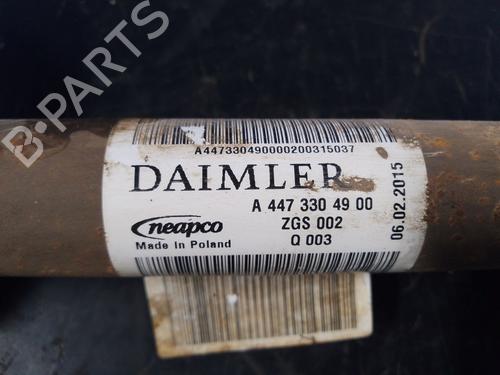 B-PARTS
A447330490000200315037
DAIMLER
A 447 330 49 00
ZGS 002
Q 003
neapco
Made In Poland
06.02.2015